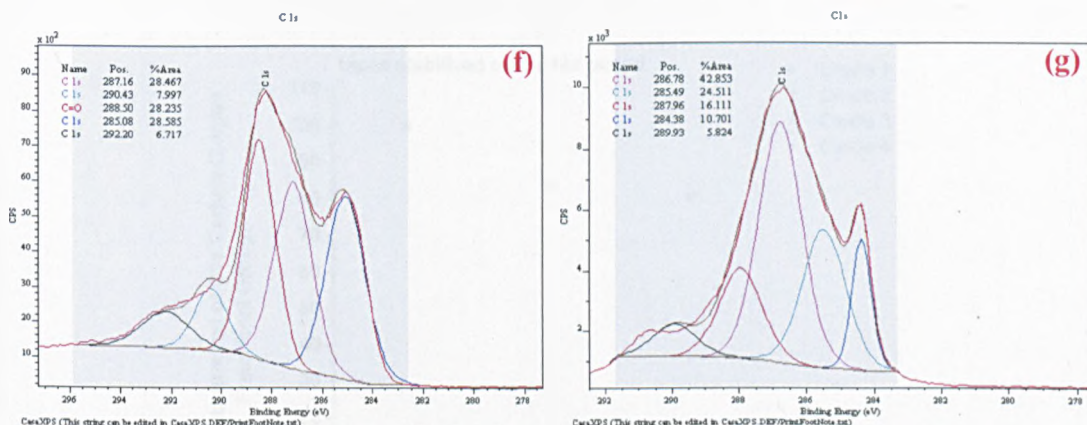 C 1s
x 10²
(f)
Name Pos. %Area
C 1s 287.16 28.467
C 1s 290.43 7.997
C=O 288.50 28.235
C 1s 285.08 28.585
C 1s 292.20 6.717
C 1s
90
80
70
60
50
40
30
20
10
CPS
296 294 292 290 288 286 284 282 280 278
Binding Energy (eV)
CasaXPS (This string can be edited in CasaXPS.DEF/PrintFootNote.txt)
C 1s
x 10³
(g)
Name Pos. %Area
C 1s 286.78 42.853
C 1s 285.49 24.511
C 1s 287.96 16.111
C 1s 284.38 10.701
C 1s 289.93 5.824
C 1s
10
8
6
4
2
CPS
292 290 288 286 284 282 280 278
Binding Energy (eV)
CasaXPS (This string can be edited in CasaXPS.DEF/PrintFootNote.txt)